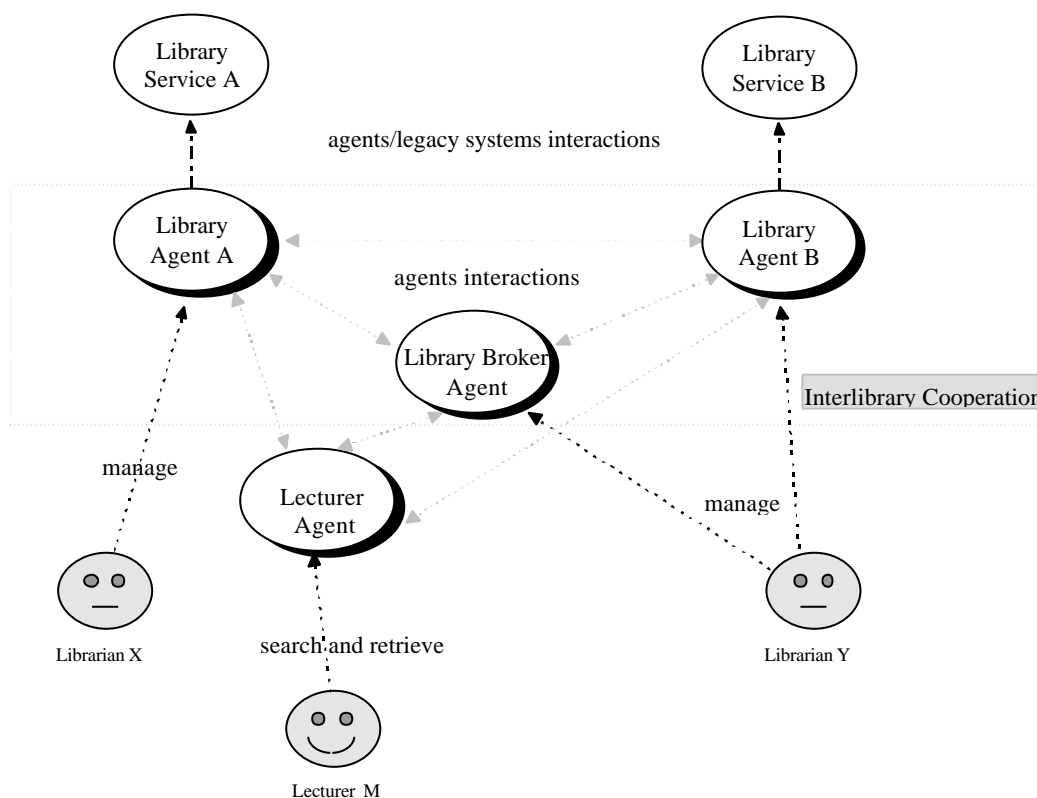 Library
Service A
Library
Service B
agents/legacy systems interactions
Library
Agent A
Library
Agent B
agents interactions
Library Broker
Agent
Interlibrary Cooperation
manage
Lecturer
Agent
manage
search and retrieve
Librarian X
Librarian Y
Lecturer M